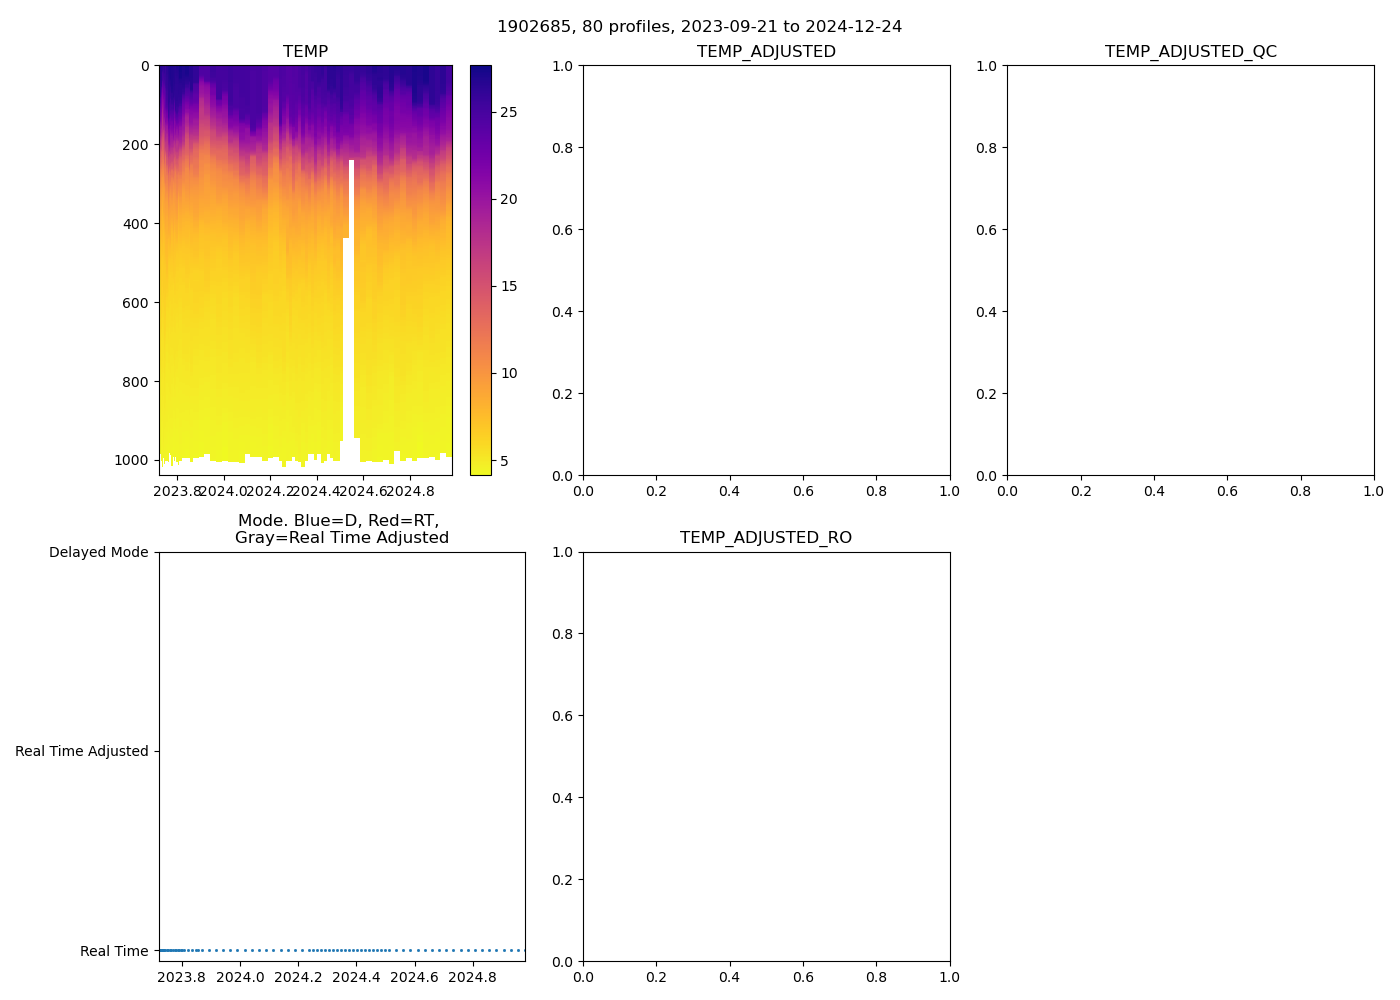 1902685, 80 profiles, 2023-09-21 to 2024-12-24
TEMP
0
200
400
600
800
1000
2023.8
2024.0
2024.2
2024.4
2024.6
2024.8
25
20
15
10
5
TEMP_ADJUSTED
1.0
0.8
0.6
0.4
0.2
0.0
0.0 0.2 0.4 0.6 0.8 1.0
TEMP_ADJUSTED_QC
1.0
0.8
0.6
0.4
0.2
0.0
0.0 0.2 0.4 0.6 0.8 1.0
Mode. Blue=D, Red=RT,
Gray=Real Time Adjusted
Delayed Mode
Real Time Adjusted
Real Time
2023.8 2024.0 2024.2 2024.4 2024.6 2024.8
TEMP_ADJUSTED_RO
1.0
0.8
0.6
0.4
0.2
0.0
0.0 0.2 0.4 0.6 0.8 1.0